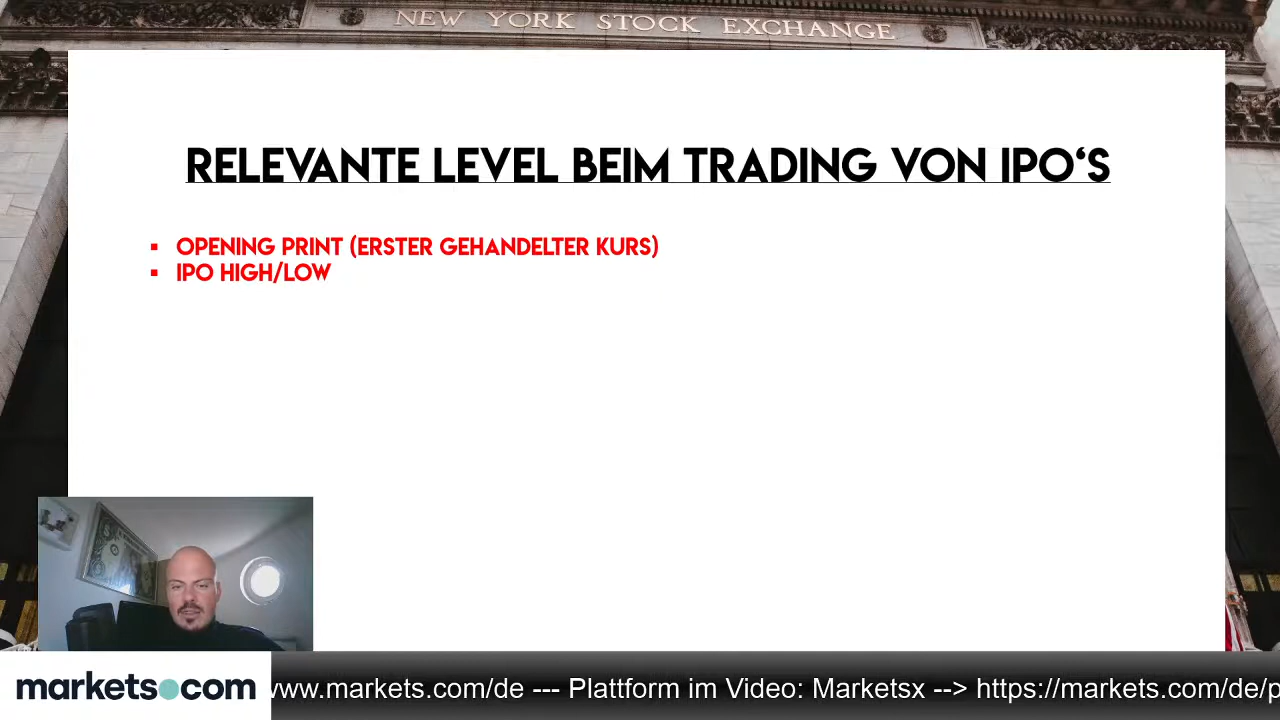 NEW YORK STOCK EXCHANGE
RELEVANTE LEVEL BEIM TRADING VON IPO‘S
▪ OPENING PRINT (ERSTER GEHANDELTER KURS)
▪ IPO HIGH/LOW
markets.com
www.markets.com/de --- Plattform im Video: Marketsx --> https://markets.com/de/p